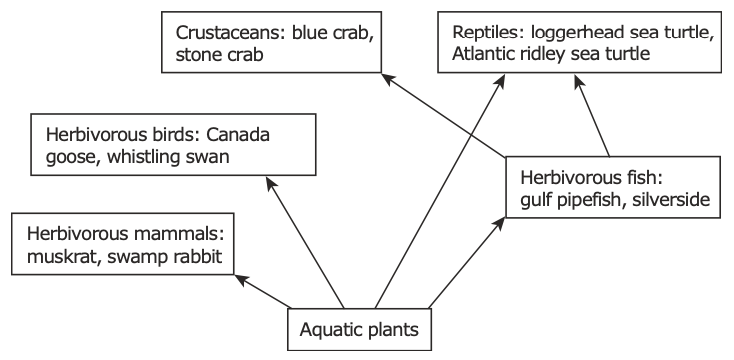 Crustaceans: blue crab,
stone crab
Reptiles: loggerhead sea turtle,
Atlantic ridley sea turtle
Herbivorous birds: Canada
goose, whistling swan
Herbivorous fish:
gulf pipefish, silverside
Herbivorous mammals:
muskrat, swamp rabbit
Aquatic plants